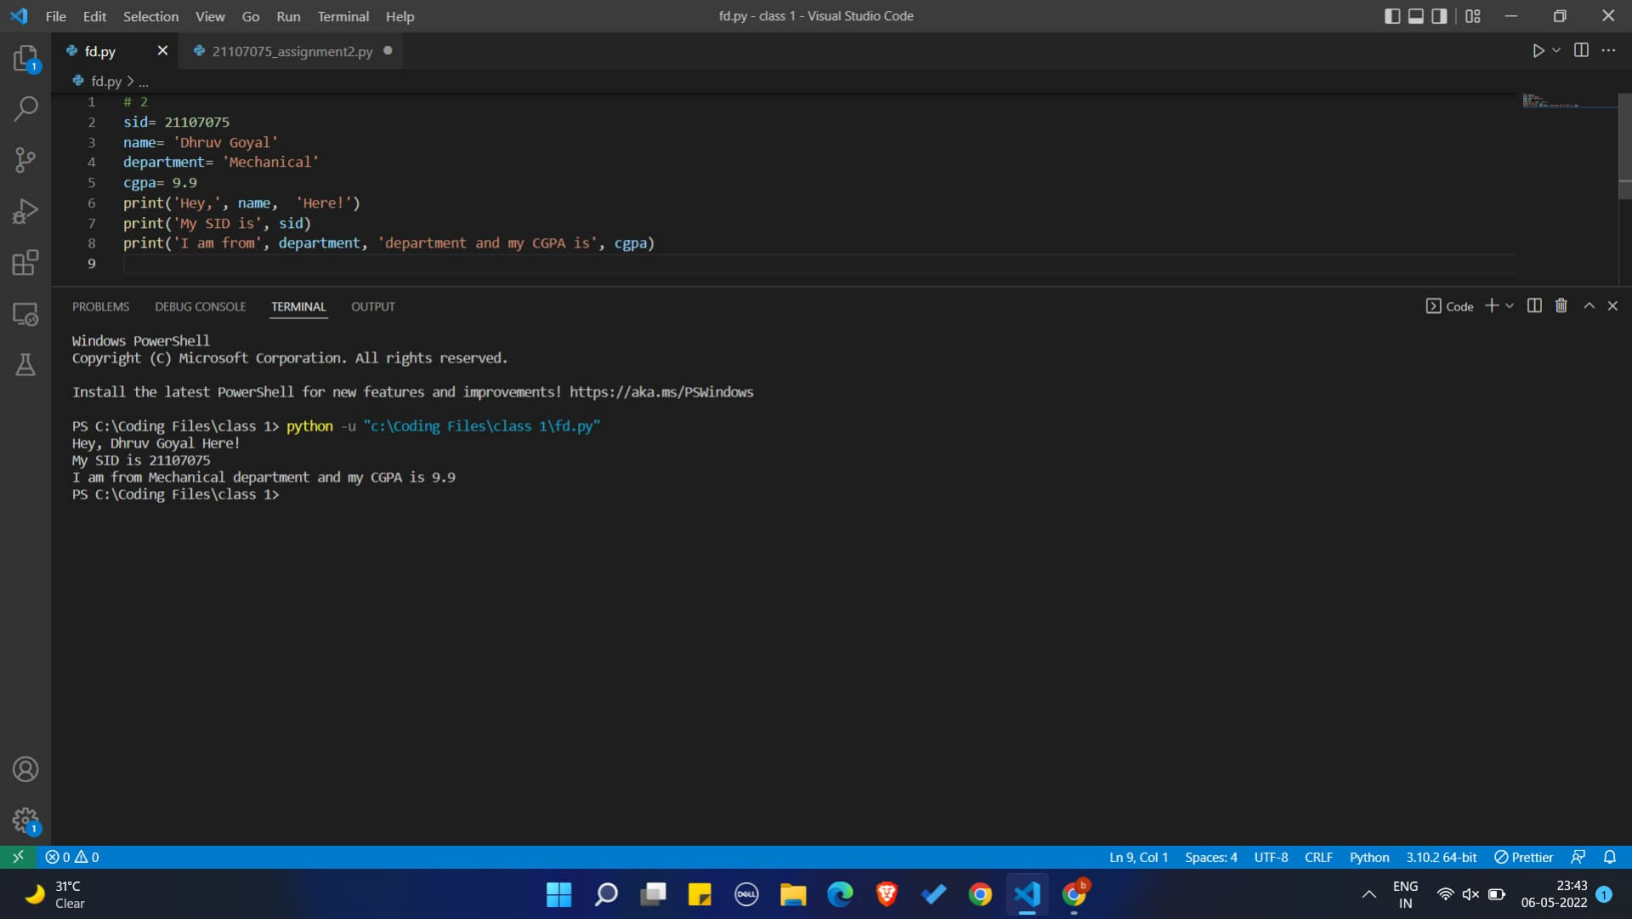 File Edit Selection View Go Run Terminal Help
fd.py - class 1 - Visual Studio Code
fd.py
21107075_assignment2.py
1
fd.py > ...
1 # 2
2 sid= 21107075
3 name= 'Dhruv Goyal'
4 department= 'Mechanical'
5 cgpa= 9.9
6 print('Hey,', name,  'Here!')
7 print('My SID is', sid)
8 print('I am from', department, 'department and my CGPA is', cgpa)
9
PROBLEMS DEBUG CONSOLE TERMINAL OUTPUT
Code
Windows PowerShell
Copyright (C) Microsoft Corporation. All rights reserved.
Install the latest PowerShell for new features and improvements! https://aka.ms/PSWindows
PS C:\Coding Files\class 1> python -u "c:\Coding Files\class 1\fd.py"
Hey, Dhruv Goyal Here!
My SID is 21107075
I am from Mechanical department and my CGPA is 9.9
PS C:\Coding Files\class 1>
1
0 0
Ln 9, Col 1 Spaces: 4 UTF-8 CRLF Python 3.10.2 64-bit Prettier
31°C
Clear
DELL
b
ENG
IN
23:43
06-05-2022
1